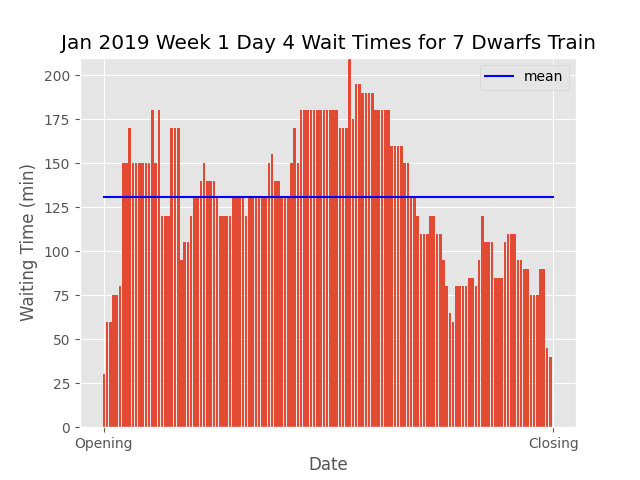 Jan 2019 Week 1 Day 4 Wait Times for 7 Dwarfs Train
mean
200
175
150
125
100
75
50
25
0
Waiting Time (min)
Opening
Closing
Date